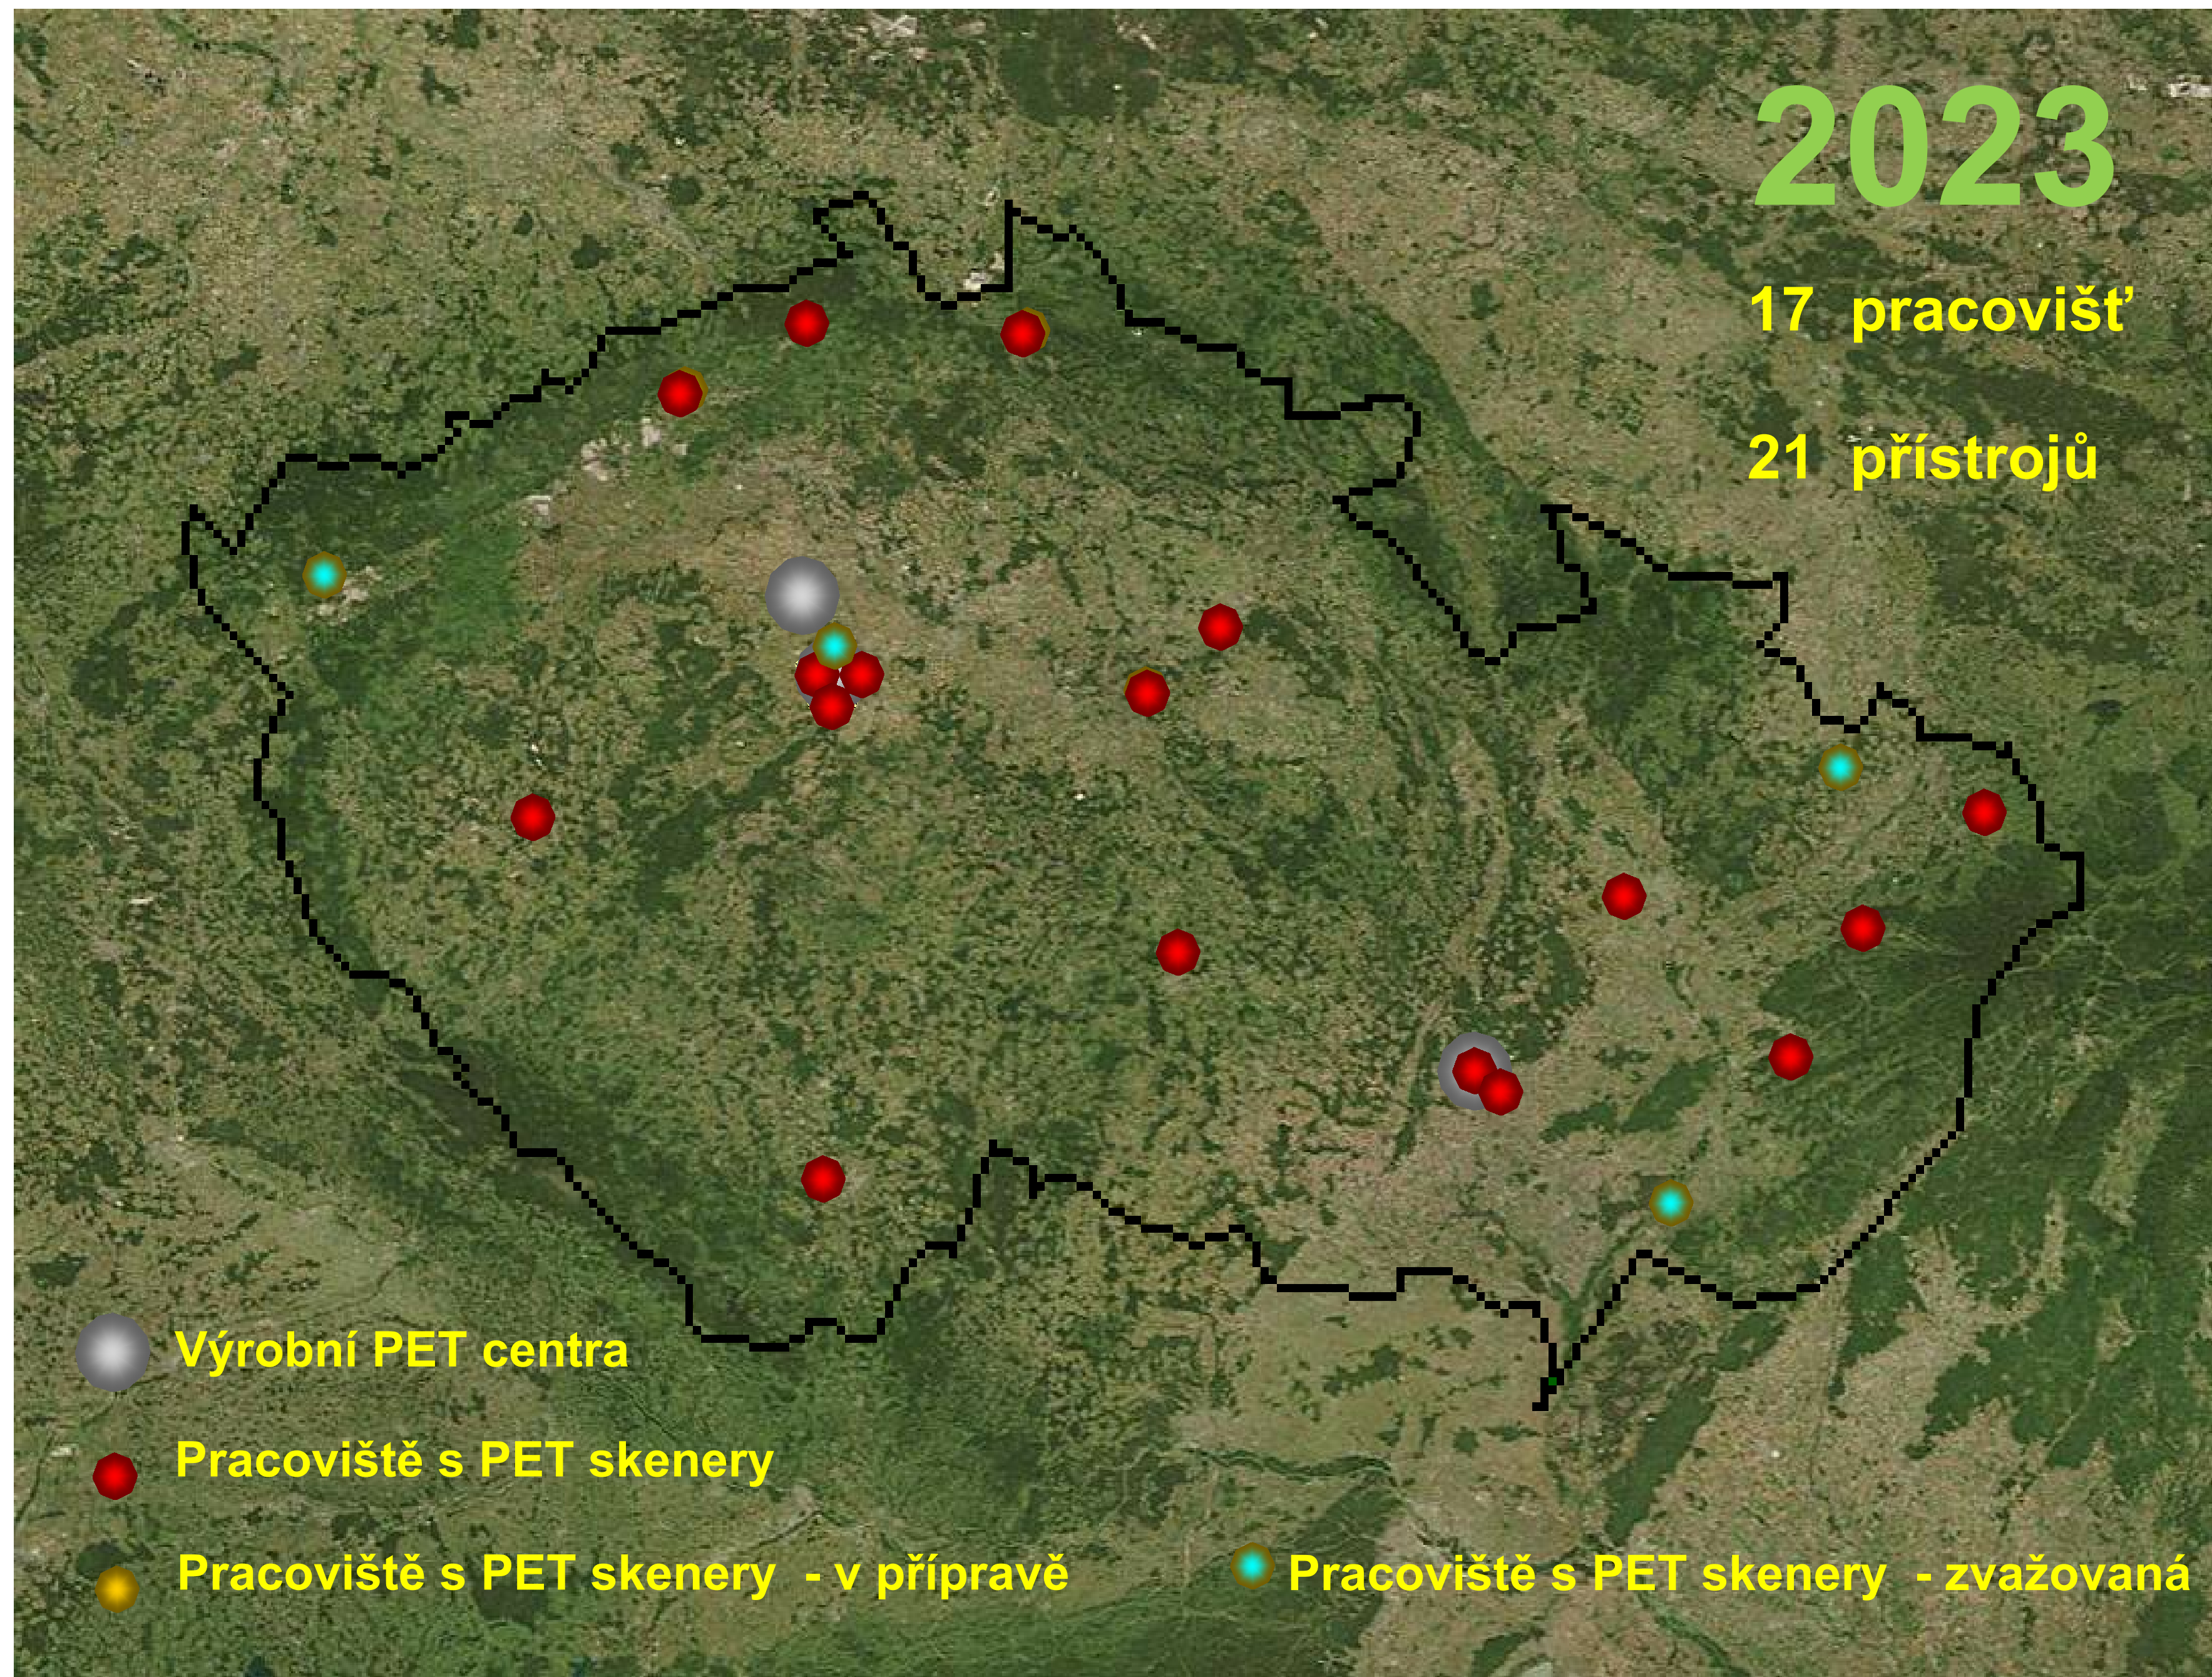 2023
17 pracovišť
21 přístrojů
Výrobní PET centra
Pracoviště s PET skenery
Pracoviště s PET skenery - v přípravě
Pracoviště s PET skenery - zvažovaná